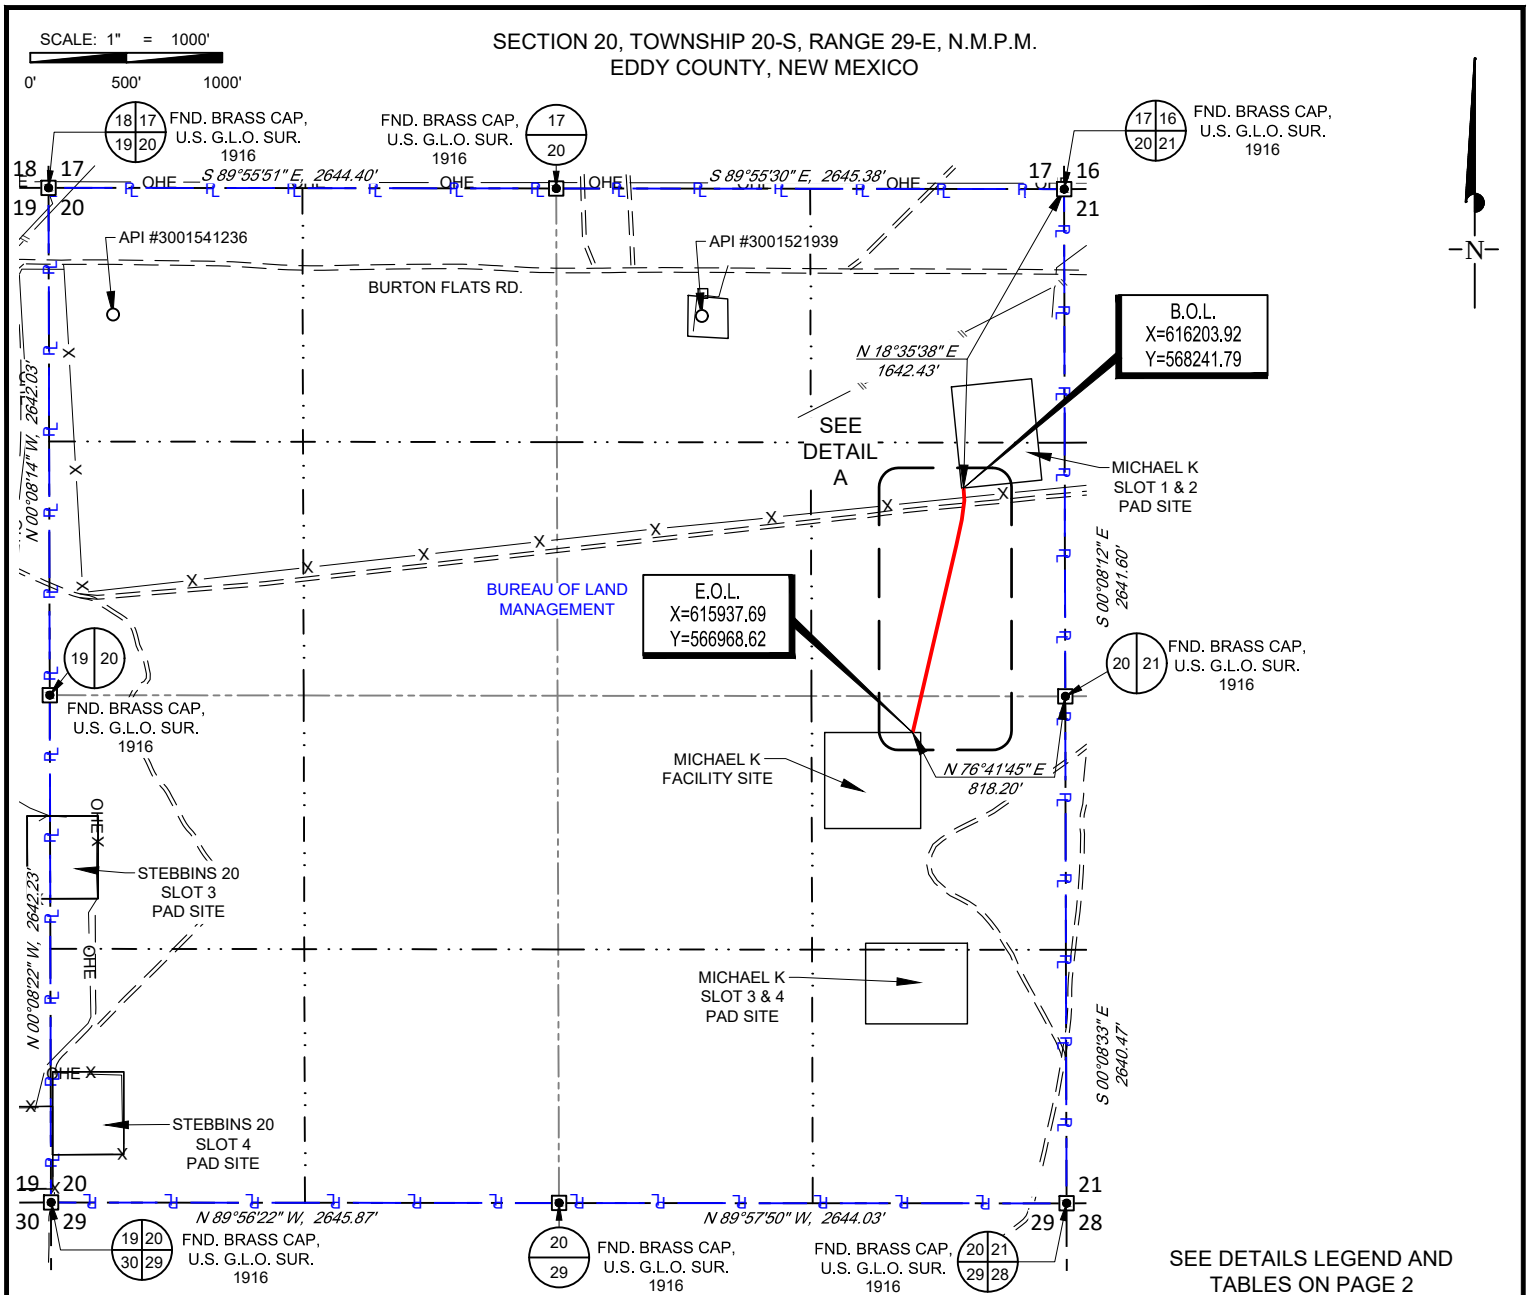 SCALE: 1" = 1000'
0' 500' 1000'
SECTION 20, TOWNSHIP 20-S, RANGE 29-E, N.M.P.M.
EDDY COUNTY, NEW MEXICO
18 17
19 20
FND. BRASS CAP,
U.S. G.L.O. SUR.
1916
FND. BRASS CAP,
U.S. G.L.O. SUR.
1916
17
20
17 16
20 21
FND. BRASS CAP,
U.S. G.L.O. SUR.
1916
18 17
19 20
S 89°55'51" E, 2644.40'
S 89°55'30" E, 2645.38'
OHE
OHE
OHE
OHE
17 16
21
-N-
API #3001541236
API #3001521939
BURTON FLATS RD.
B.O.L.
X=616203.92
Y=568241.79
N 18°35'38" E
1642.43'
N 00°08'14" W, 2642.03'
SEE
DETAIL
A
MICHAEL K
SLOT 1 & 2
PAD SITE
S 00°08'12" E
2641.60'
BUREAU OF LAND
MANAGEMENT
E.O.L.
X=615937.69
Y=566968.62
19 20
FND. BRASS CAP,
U.S. G.L.O. SUR.
1916
20 21
FND. BRASS CAP,
U.S. G.L.O. SUR.
1916
MICHAEL K
FACILITY SITE
N 76°41'45" E
818.20'
OHE X
STEBBINS 20
SLOT 3
PAD SITE
N 00°08'22" W, 2642.23'
OHE
MICHAEL K
SLOT 3 & 4
PAD SITE
S 00°08'33" E
2640.47'
OHE X
STEBBINS 20
SLOT 4
PAD SITE
19 20
30 29
N 89°56'22" W, 2645.87'
N 89°57'50" W, 2644.03'
21
29 28
19 20
30 29
FND. BRASS CAP,
U.S. G.L.O. SUR.
1916
20
29
FND. BRASS CAP,
U.S. G.L.O. SUR.
1916
FND. BRASS CAP,
U.S. G.L.O. SUR.
1916
20 21
29 28
SEE DETAILS LEGEND AND
TABLES ON PAGE 2